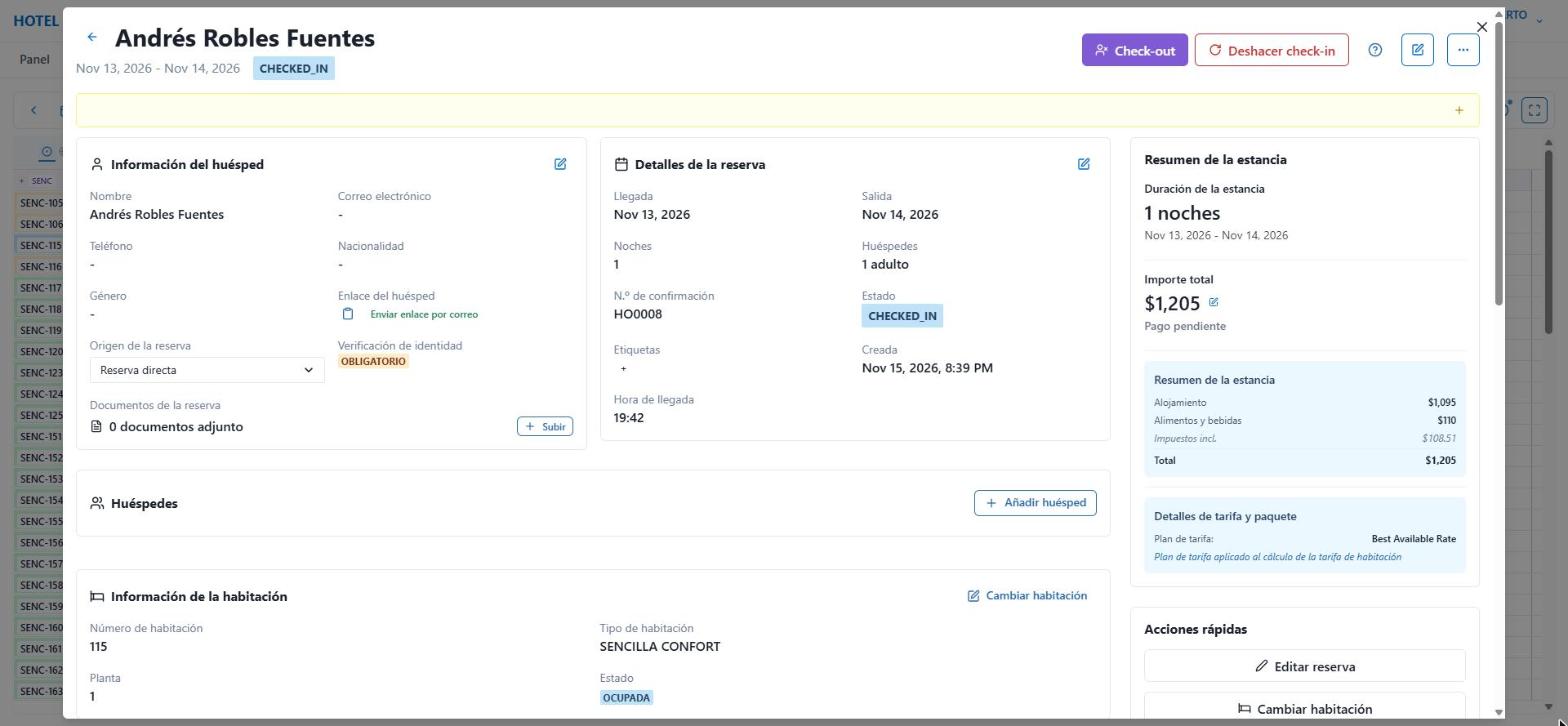 HOTEL
RTO
Panel
SENC
SENC-105
SENC-106
SENC-115
SENC-116
SENC-117
SENC-118
SENC-119
SENC-120
SENC-123
SENC-124
SENC-125
SENC-151
SENC-152
SENC-153
SENC-154
SENC-155
SENC-156
SENC-157
SENC-158
SENC-159
SENC-160
SENC-161
SENC-162
SENC-163
Andrés Robles Fuentes
Nov 13, 2026 - Nov 14, 2026 CHECKED_IN
Check-out
Deshacer check-in
Información del huésped
Nombre
Andrés Robles Fuentes
Correo electrónico
-
Teléfono
-
Nacionalidad
-
Género
-
Enlace del huésped
Enviar enlace por correo
Origen de la reserva
Reserva directa
Verificación de identidad
OBLIGATORIO
Documentos de la reserva
0 documentos adjunto
+ Subir
Detalles de la reserva
Llegada
Nov 13, 2026
Salida
Nov 14, 2026
Noches
1
Huéspedes
1 adulto
N.º de confirmación
HO0008
Estado
CHECKED_IN
Etiquetas
+
Creada
Nov 15, 2026, 8:39 PM
Hora de llegada
19:42
Huéspedes
+ Añadir huésped
Información de la habitación
Cambiar habitación
Número de habitación
115
Tipo de habitación
SENCILLA CONFORT
Planta
1
Estado
OCUPADA
Resumen de la estancia
Duración de la estancia
1 noches
Nov 13, 2026 - Nov 14, 2026
Importe total
$1,205
Pago pendiente
Resumen de la estancia
Alojamiento $1,095
Alimentos y bebidas $110
Impuestos incl. $108.51
Total $1,205
Detalles de tarifa y paquete
Plan de tarifa: Best Available Rate
Plan de tarifa aplicado al cálculo de la tarifa de habitación
Acciones rápidas
Editar reserva
Cambiar habitación